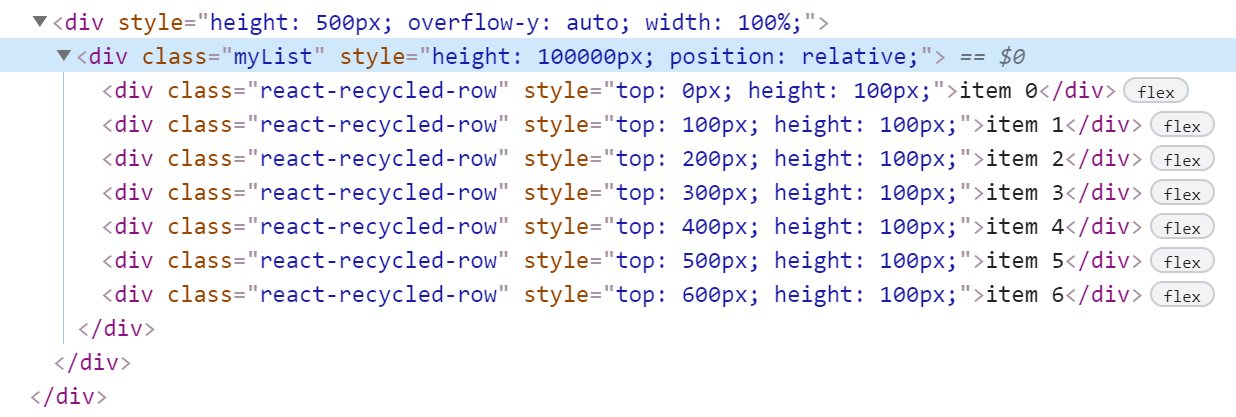 ▼<div style="height: 500px; overflow-y: auto; width: 100%;">
▼<div class="myList" style="height: 100000px; position: relative;"> == $0
<div class="react-recycled-row" style="top: 0px; height: 100px;">item 0</div> flex
<div class="react-recycled-row" style="top: 100px; height: 100px;">item 1</div> flex
<div class="react-recycled-row" style="top: 200px; height: 100px;">item 2</div> flex
<div class="react-recycled-row" style="top: 300px; height: 100px;">item 3</div> flex
<div class="react-recycled-row" style="top: 400px; height: 100px;">item 4</div> flex
<div class="react-recycled-row" style="top: 500px; height: 100px;">item 5</div> flex
<div class="react-recycled-row" style="top: 600px; height: 100px;">item 6</div> flex
</div>
</div>
</div>